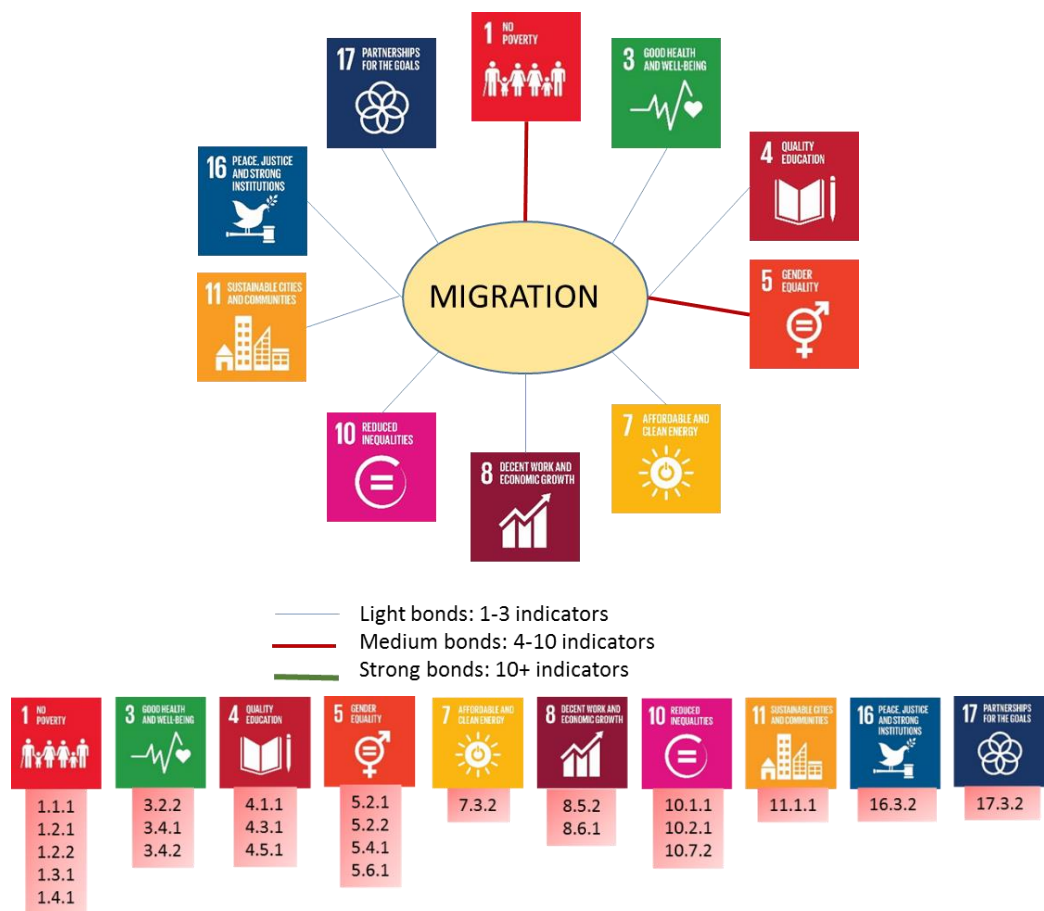 1 NO
POVERTY
17 PARTNERSHIPS
FOR THE GOALS
3 GOOD HEALTH
AND WELL-BEING
4 QUALITY
EDUCATION
16 PEACE, JUSTICE
AND STRONG
INSTITUTIONS
5 GENDER
EQUALITY
11 SUSTAINABLE CITIES
AND COMMUNITIES
MIGRATION
7 AFFORDABLE AND
CLEAN ENERGY
10 REDUCED
INEQUALITIES
8 DECENT WORK AND
ECONOMIC GROWTH
Light bonds: 1-3 indicators
Medium bonds: 4-10 indicators
Strong bonds: 10+ indicators
1 NO
POVERTY
1.1.1
1.2.1
1.2.2
1.3.1
1.4.1
3 GOOD HEALTH
AND WELL-BEING
3.2.2
3.4.1
3.4.2
4 QUALITY
EDUCATION
4.1.1
4.3.1
4.5.1
5 GENDER
EQUALITY
5.2.1
5.2.2
5.4.1
5.6.1
7 AFFORDABLE AND
CLEAN ENERGY
7.3.2
8 DECENT WORK AND
ECONOMIC GROWTH
8.5.2
8.6.1
10 REDUCED
INEQUALITIES
10.1.1
10.2.1
10.7.2
11 SUSTAINABLE CITIES
AND COMMUNITIES
11.1.1
16 PEACE, JUSTICE
AND STRONG
INSTITUTIONS
16.3.2
17 PARTNERSHIPS
FOR THE GOALS
17.3.2